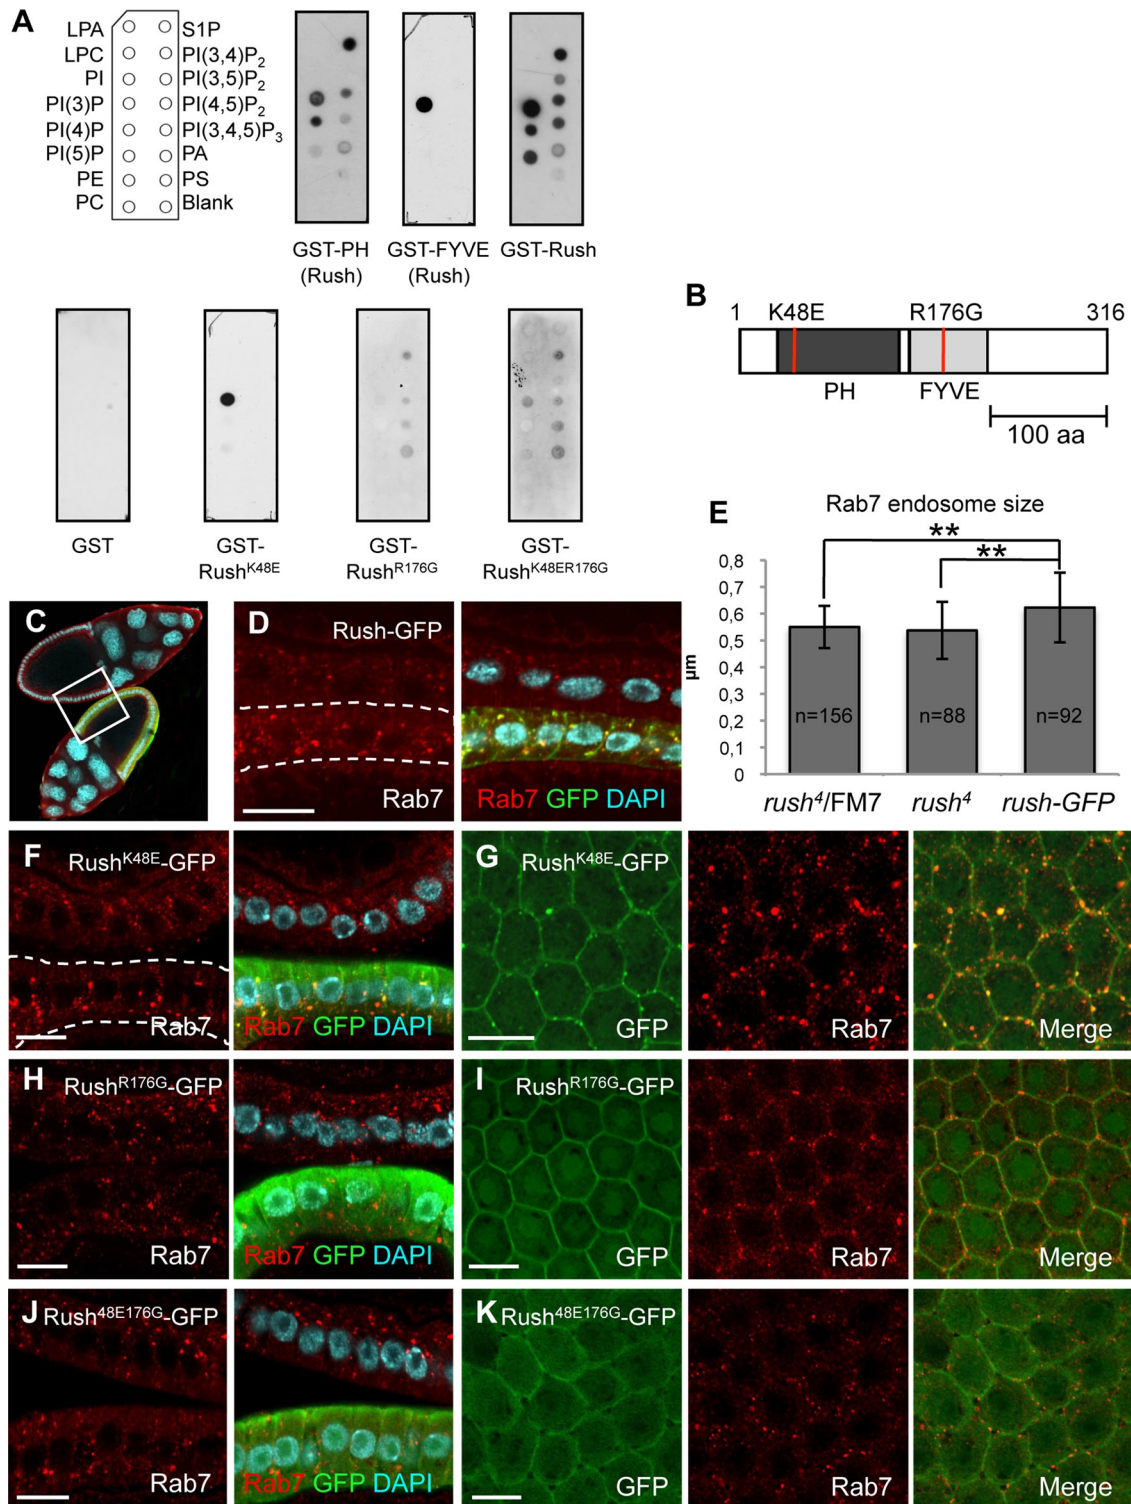 A
LPA S1P
LPC PI(3,4)P2
PI PI(3,5)P2
PI(3)P PI(4,5)P2
PI(4)P PI(3,4,5)P3
PI(5)P PA
PE PS
PC Blank
GST-PH (Rush)
GST-FYVE (Rush)
GST-Rush
GST
GST-RushK48E
GST-RushR176G
GST-RushK48ER176G
B
1 K48E R176G 316
PH FYVE
100 aa
C
D
Rush-GFP
Rab7
Rab7 GFP DAPI
E
Rab7 endosome size
**
**
0,8
0,7
0,6
0,5
0,4
0,3
0,2
0,1
0
µm
n=156 n=88 n=92
rush4/FM7 rush4 rush-GFP
F
RushK48E-GFP
Rab7
Rab7 GFP DAPI
G
RushK48E-GFP
GFP
Rab7
Merge
H
RushR176G-GFP
Rab7
Rab7 GFP DAPI
I
RushR176G-GFP
GFP
Rab7
Merge
J
Rush48E176G-GFP
Rab7
Rab7 GFP DAPI
K
Rush48E176G-GFP
GFP
Rab7
Merge